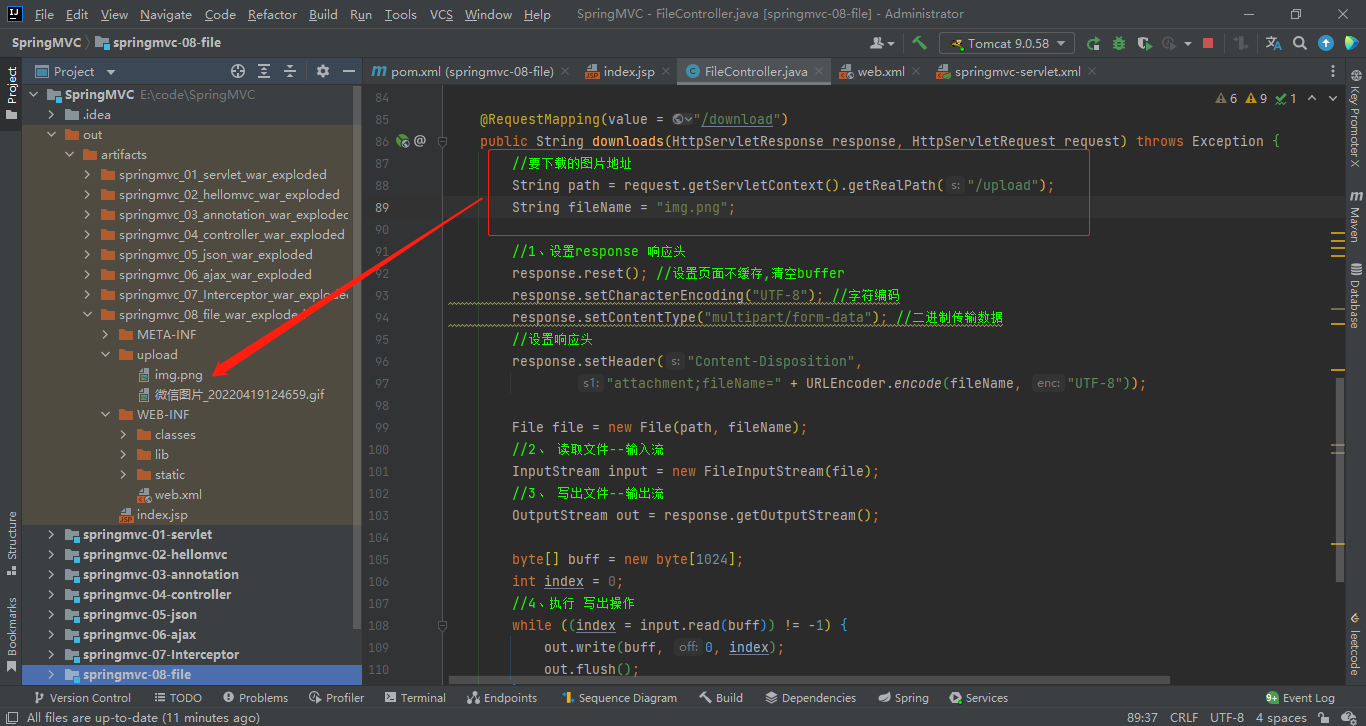 File Edit View Navigate Code Refactor Build Run Tools VCS Window Help SpringMVC - FileController.java [springmvc-08-file] - Administrator
SpringMVC springmvc-08-file Tomcat 9.0.58
Project
Project
pom.xml (springmvc-08-file) index.jsp FileController.java web.xml springmvc-servlet.xml
SpringMVC E:\code\SpringMVC
.idea
out
artifacts
springmvc_01_servlet_war_exploded
springmvc_02_hellomvc_war_exploded
springmvc_03_annotation_war_exploded
springmvc_04_controller_war_exploded
springmvc_05_json_war_exploded
springmvc_06_ajax_war_exploded
springmvc_07_Interceptor_war_exploded
springmvc_08_file_war_exploded
META-INF
upload
img.png
微信图片_20220419124659.gif
WEB-INF
classes
lib
static
web.xml
index.jsp
springmvc-01-servlet
springmvc-02-hellomvc
springmvc-03-annotation
springmvc-04-controller
springmvc-05-json
springmvc-06-ajax
springmvc-07-Interceptor
springmvc-08-file
Structure
Bookmarks
6 9 1
84
85 @RequestMapping(value = "/download")
86 @ public String downloads(HttpServletResponse response, HttpServletRequest request) throws Exception {
87 //要下载的图片地址
88 String path = request.getServletContext().getRealPath( s: "/upload");
89 String fileName = "img.png";
90
91 //1、设置response 响应头
92 response.reset(); //设置页面不缓存,清空buffer
93 response.setCharacterEncoding("UTF-8"); //字符编码
94 response.setContentType("multipart/form-data"); //二进制传输数据
95 //设置响应头
96 response.setHeader( s: "Content-Disposition",
97 s1: "attachment;fileName=" + URLEncoder.encode(fileName, enc: "UTF-8"));
98
99 File file = new File(path, fileName);
100 //2、 读取文件--输入流
101 InputStream input = new FileInputStream(file);
102 //3、 写出文件--输出流
103 OutputStream out = response.getOutputStream();
104
105 byte[] buff = new byte[1024];
106 int index = 0;
107 //4、执行 写出操作
108 while ((index = input.read(buff)) != -1) {
109 out.write(buff, off: 0, index);
110 out.flush();
Key Promoter X
Maven
Database
leetcode
Version Control TODO Problems Profiler Terminal Endpoints Sequence Diagram Build Dependencies Spring Services Event Log
All files are up-to-date (11 minutes ago) 89:37 CRLF UTF-8 4 spaces